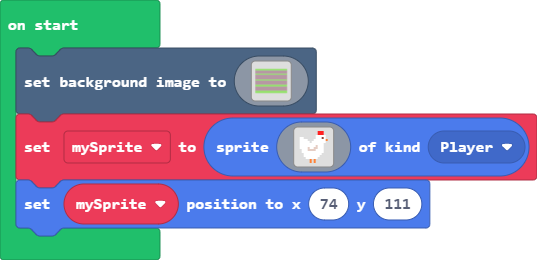 on start
set background image to
set mySprite to sprite of kind Player
set mySprite position to x 74 y 111